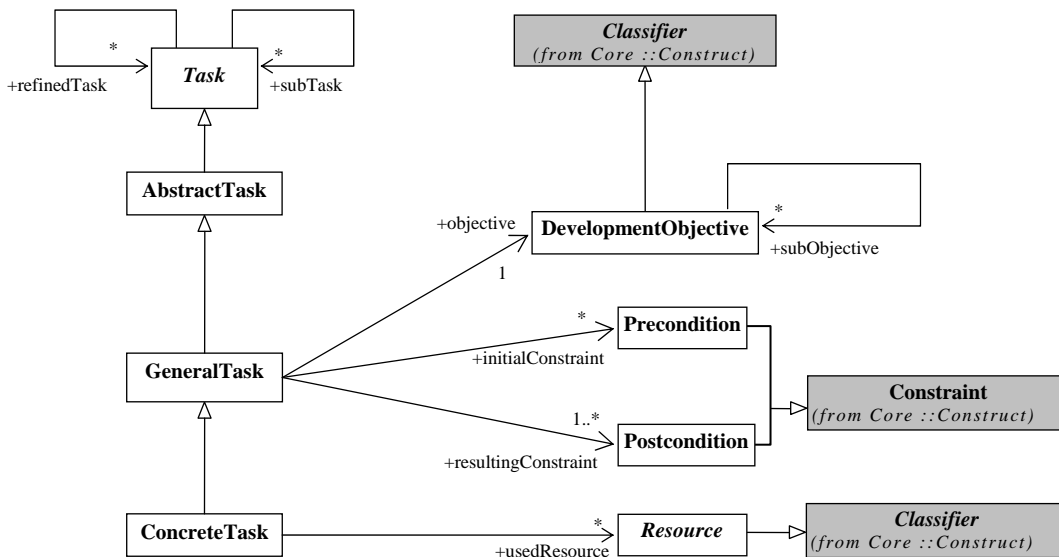 *
*
Task
+refinedTask
+subTask
Classifier
(from Core ::Construct)
AbstractTask
+objective
1
DevelopmentObjective
*
+subObjective
GeneralTask
*
+initialConstraint
Precondition
1..*
+resultingConstraint
Postcondition
Constraint
(from Core ::Construct)
ConcreteTask
*
+usedResource
Resource
Classifier
(from Core ::Construct)